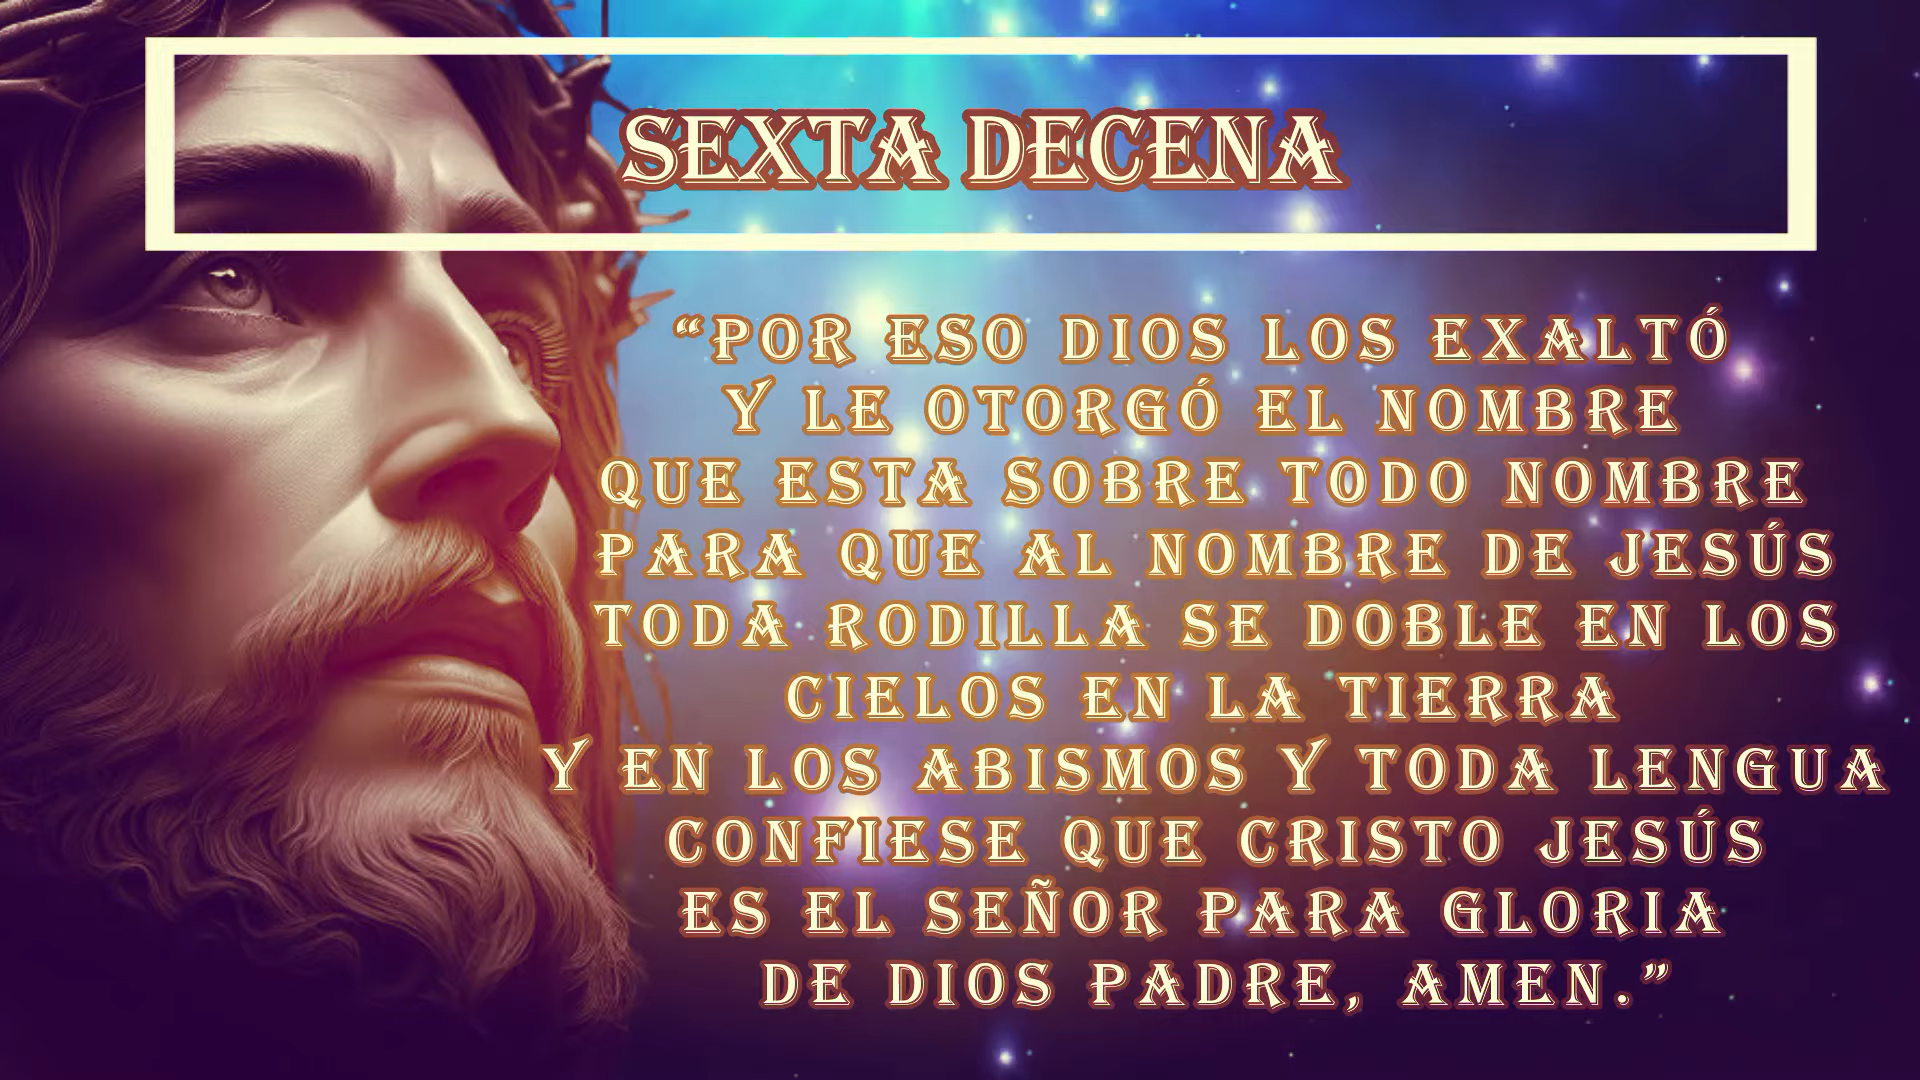 SEXTA DECENA
“POR ESO DIOS LOS EXALTÓ
Y LE OTORGÓ EL NOMBRE
QUE ESTA SOBRE TODO NOMBRE
PARA QUE AL NOMBRE DE JESÚS
TODA RODILLA SE DOBLE EN LOS
CIELOS EN LA TIERRA
Y EN LOS ABISMOS Y TODA LENGUA
CONFIESE QUE CRISTO JESÚS
ES EL SEÑOR PARA GLORIA
DE DIOS PADRE, AMEN.”